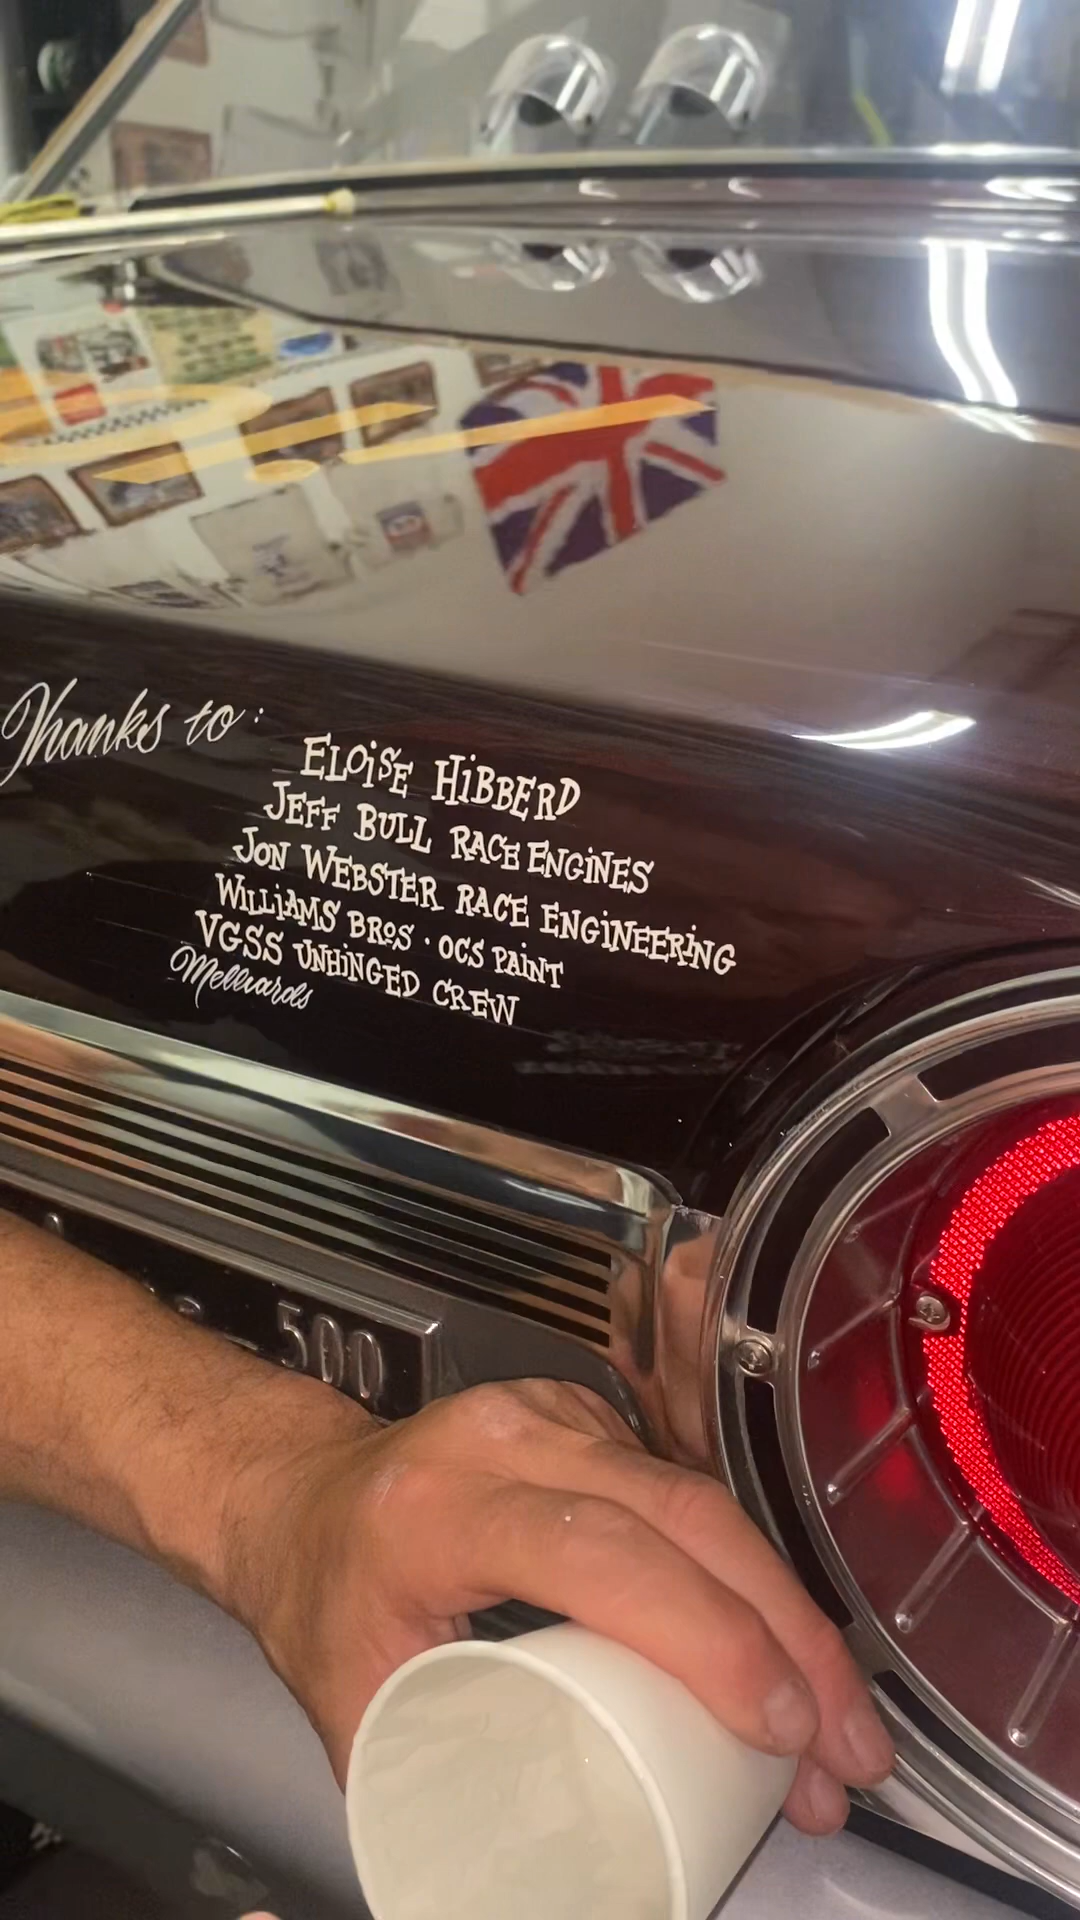 Thanks to:
ELOiSE HiBBERD
JEFF BULL RACE ENGiNES
JON WEBSTER RACE ENGiNEERiNG
WiLLiAMS BROS · OCS PAiNT
VGSS UNHiNGED CREW
Mellwards
500